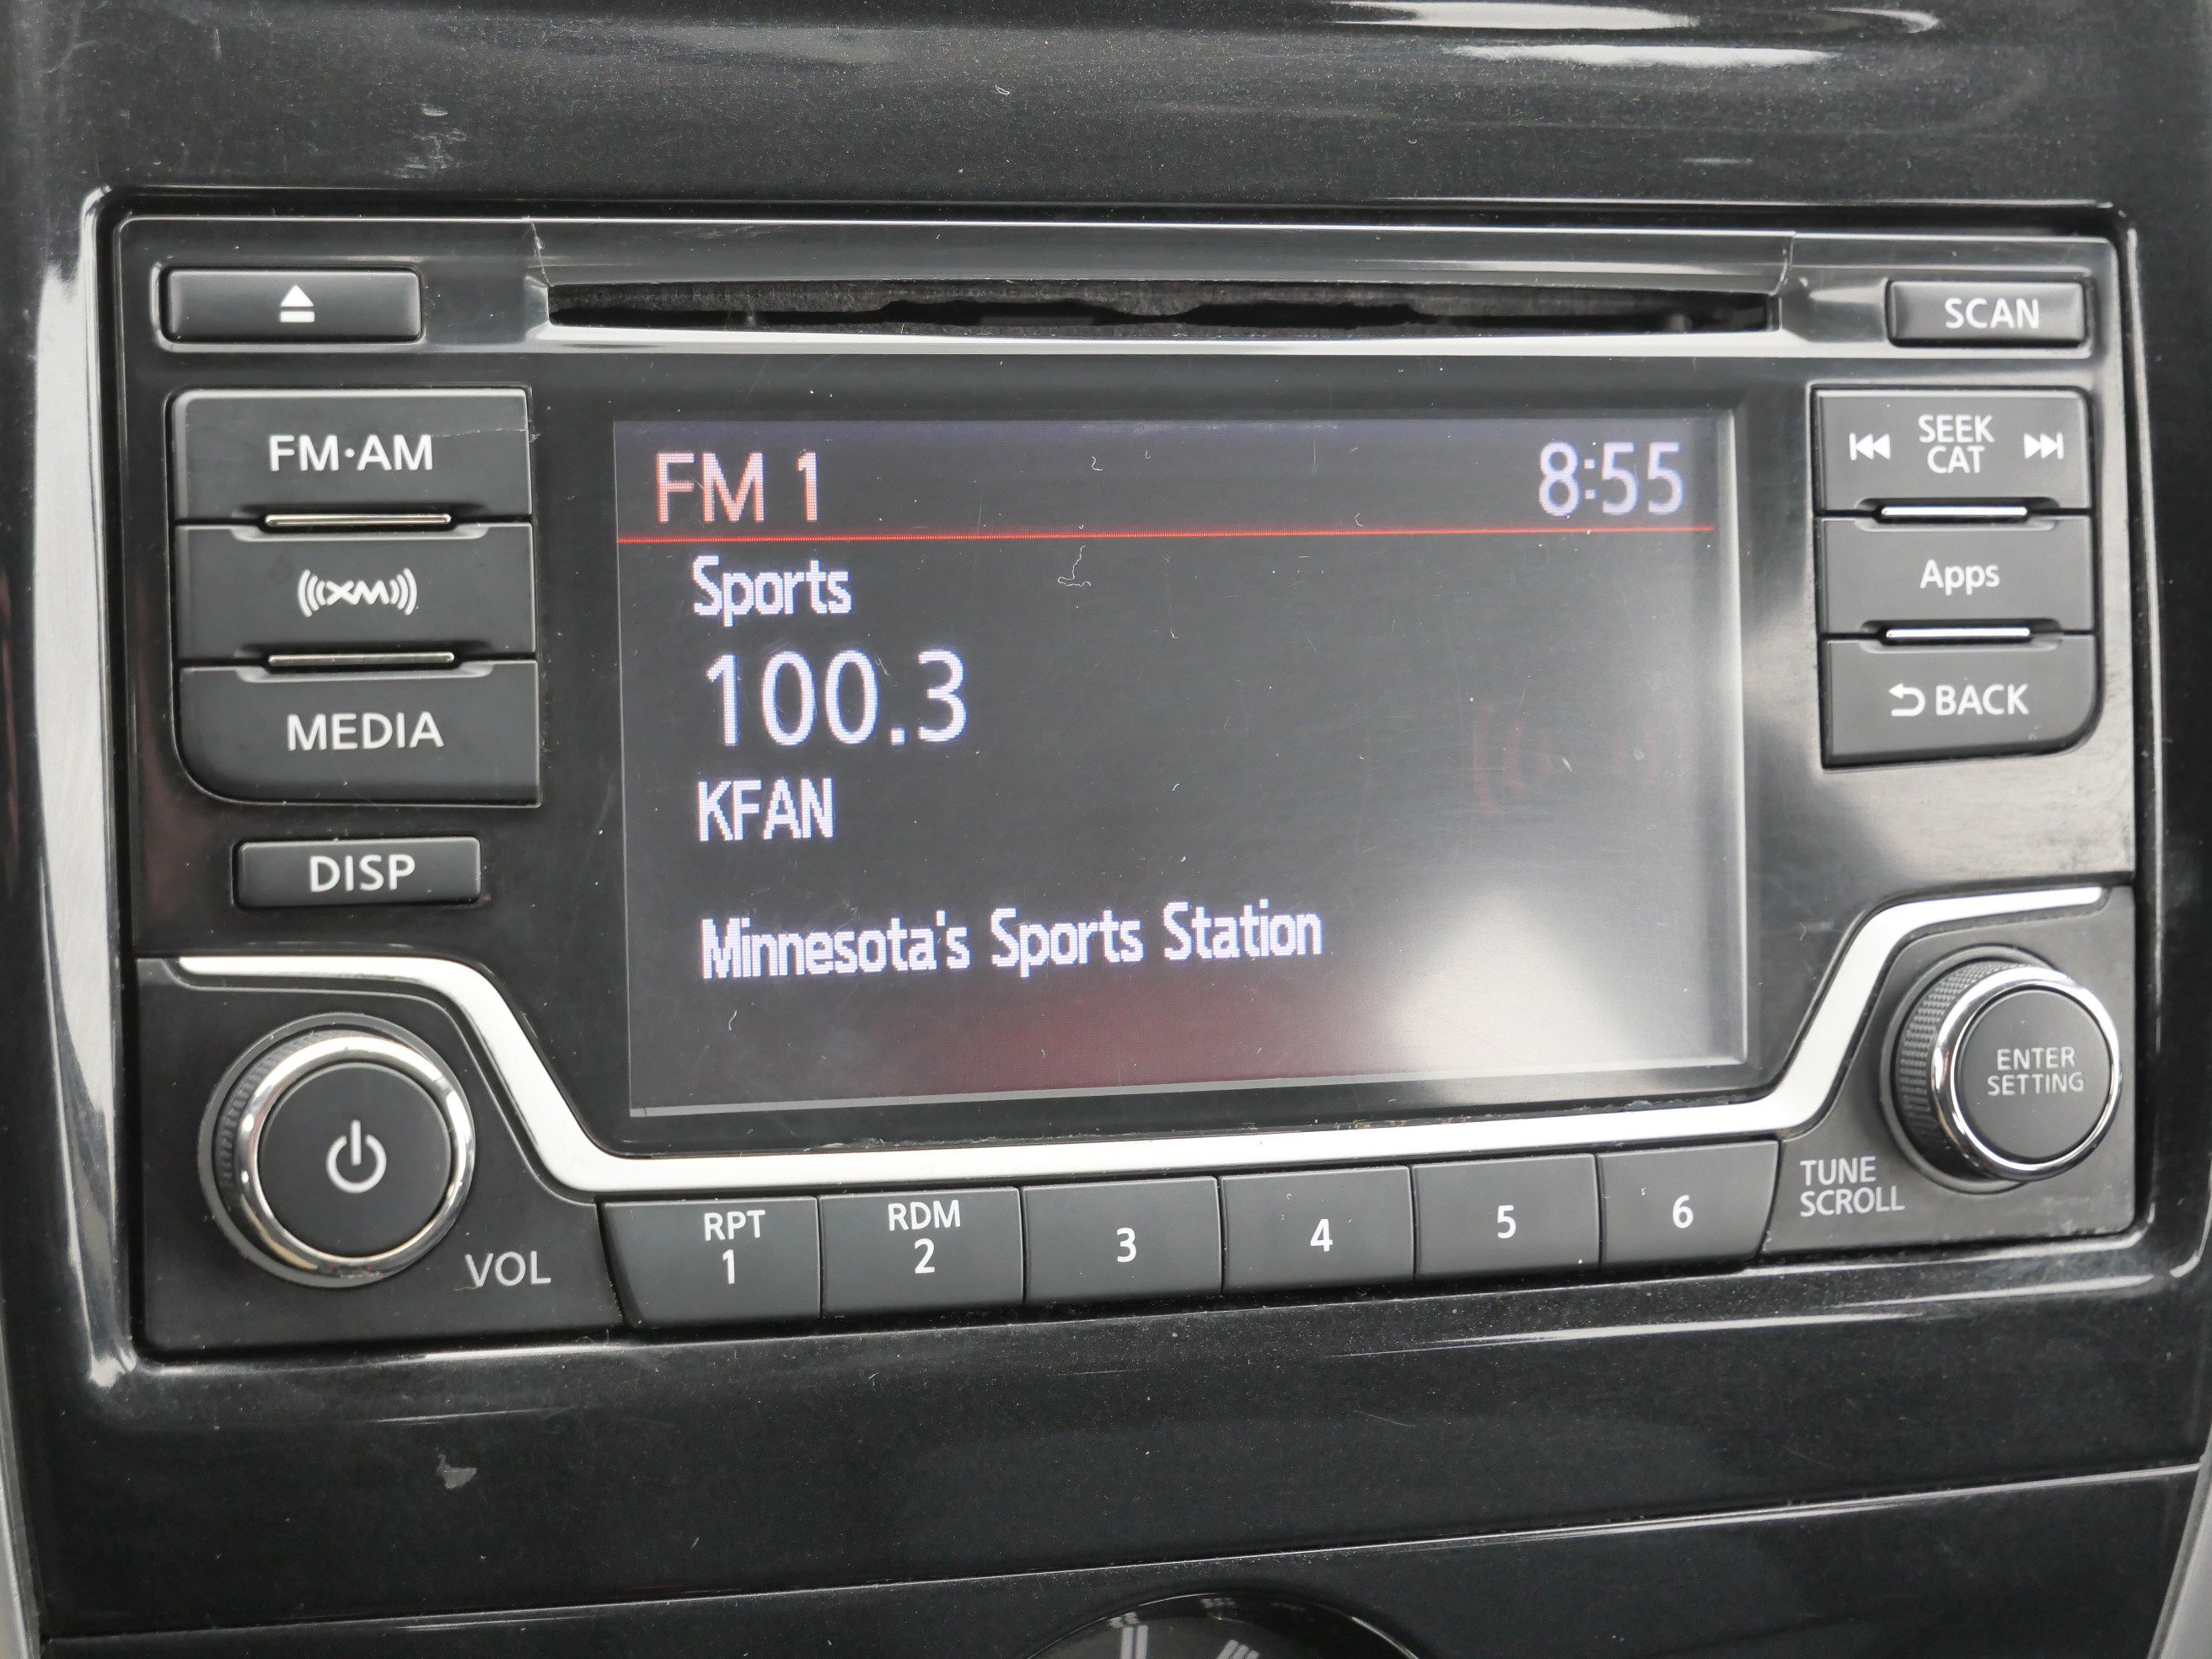 SCAN
FM·AM
XM
MEDIA
DISP
FM 1 8:55
Sports
100.3
KFAN
Minnesota's Sports Station
SEEK
CAT
Apps
BACK
VOL
RPT
1
RDM
2
3
4
5
6
TUNE
SCROLL
ENTER
SETTING